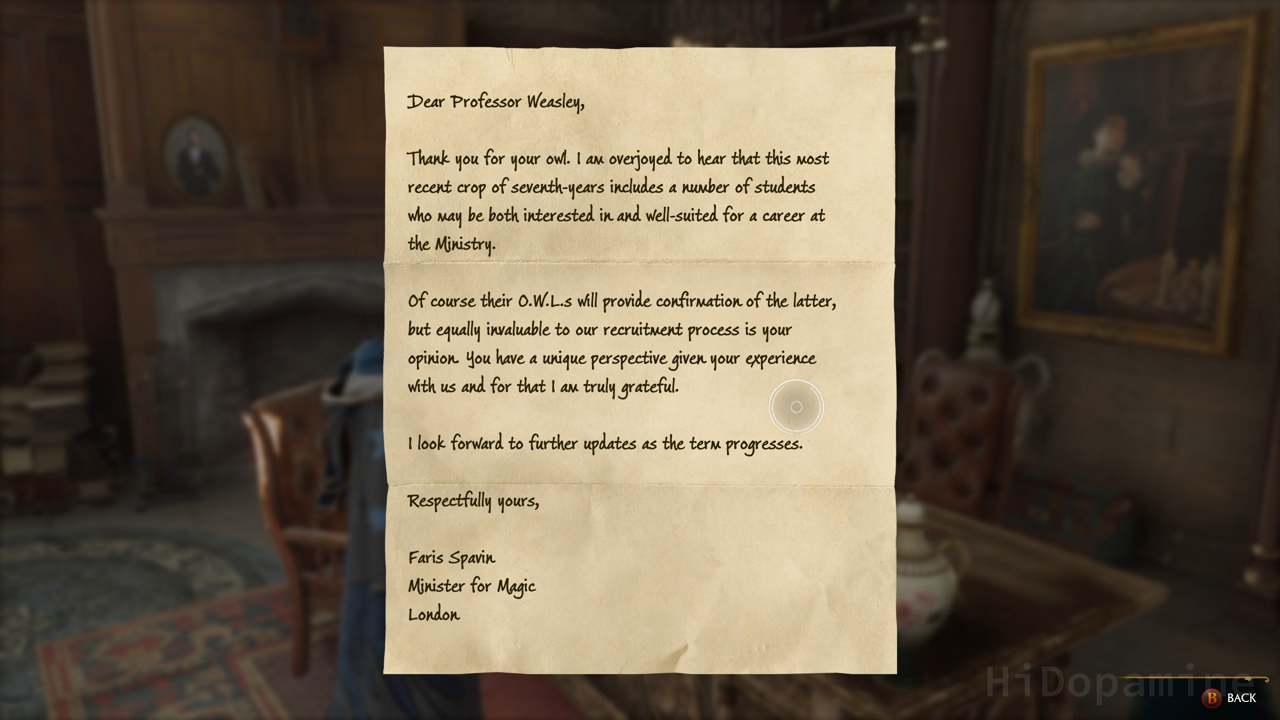 Dear Professor Weasley,
Thank you for your owl. I am overjoyed to hear that this most
recent crop of seventh-years includes a number of students
who may be both interested in and well-suited for a career at
the Ministry.
Of course their O.W.L.s will provide confirmation of the latter,
but equally invaluable to our recruitment process is your
opinion. You have a unique perspective given your experience
with us and for that I am truly grateful.
I look forward to further updates as the term progresses.
Respectfully yours,
Faris Spavin
Minister for Magic
London
HiDopamine
B BACK